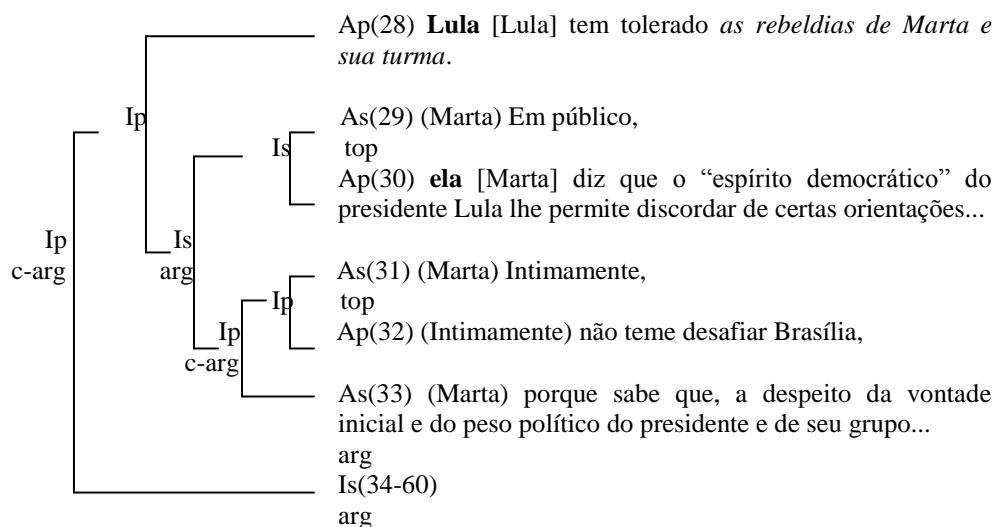 Ap(28) Lula [Lula] tem tolerado as rebeldias de Marta e
sua turma.
Ip
As(29) (Marta) Em público,
Is
top
Ap(30) ela [Marta] diz que o “espírito democrático” do
presidente Lula lhe permite discordar de certas orientações...
Ip
c-arg
Is
arg
As(31) (Marta) Intimamente,
Ip
top
Ip
c-arg
Ap(32) (Intimamente) não teme desafiar Brasília,
As(33) (Marta) porque sabe que, a despeito da vontade
inicial e do peso político do presidente e de seu grupo...
arg
Is(34-60)
arg